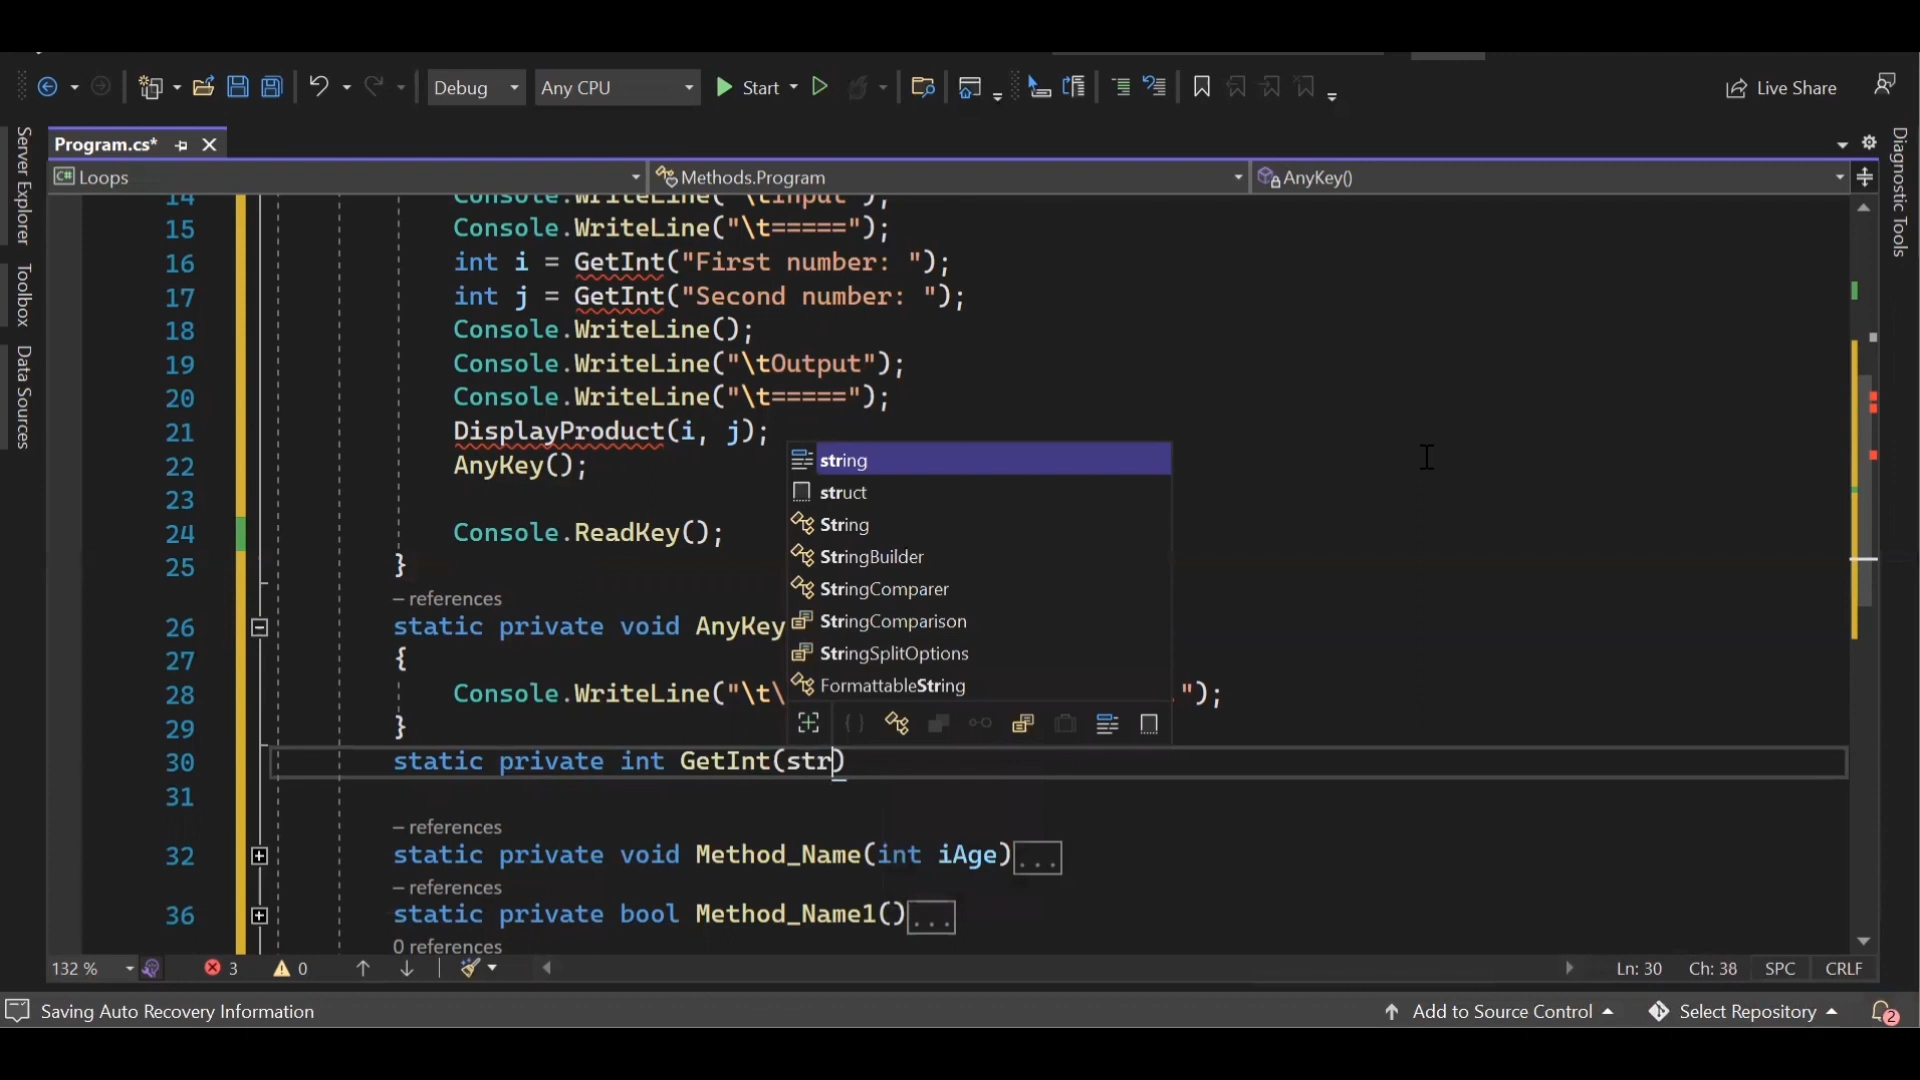 Debug
Any CPU
Start
Live Share
Server Explorer
Toolbox
Data Sources
Diagnostic Tools
Program.cs*
C# Loops
Methods.Program
AnyKey()
14 Console.WriteLine("\tInput");
15 Console.WriteLine("\t=====");
16 int i = GetInt("First number: ");
17 int j = GetInt("Second number: ");
18 Console.WriteLine();
19 Console.WriteLine("\tOutput");
20 Console.WriteLine("\t=====");
21 DisplayProduct(i, j);
22 AnyKey();
23
24 Console.ReadKey();
25 }
– references
26 static private void AnyKey
27 {
28 Console.WriteLine("\t\ ");
29 }
30 static private int GetInt(str)
31
– references
32 static private void Method_Name(int iAge)...
– references
36 static private bool Method_Name1()...
0 references
string
struct
String
StringBuilder
StringComparer
StringComparison
StringSplitOptions
FormattableString
132 %
3
0
Ln: 30
Ch: 38
SPC
CRLF
Saving Auto Recovery Information
Add to Source Control
Select Repository
2